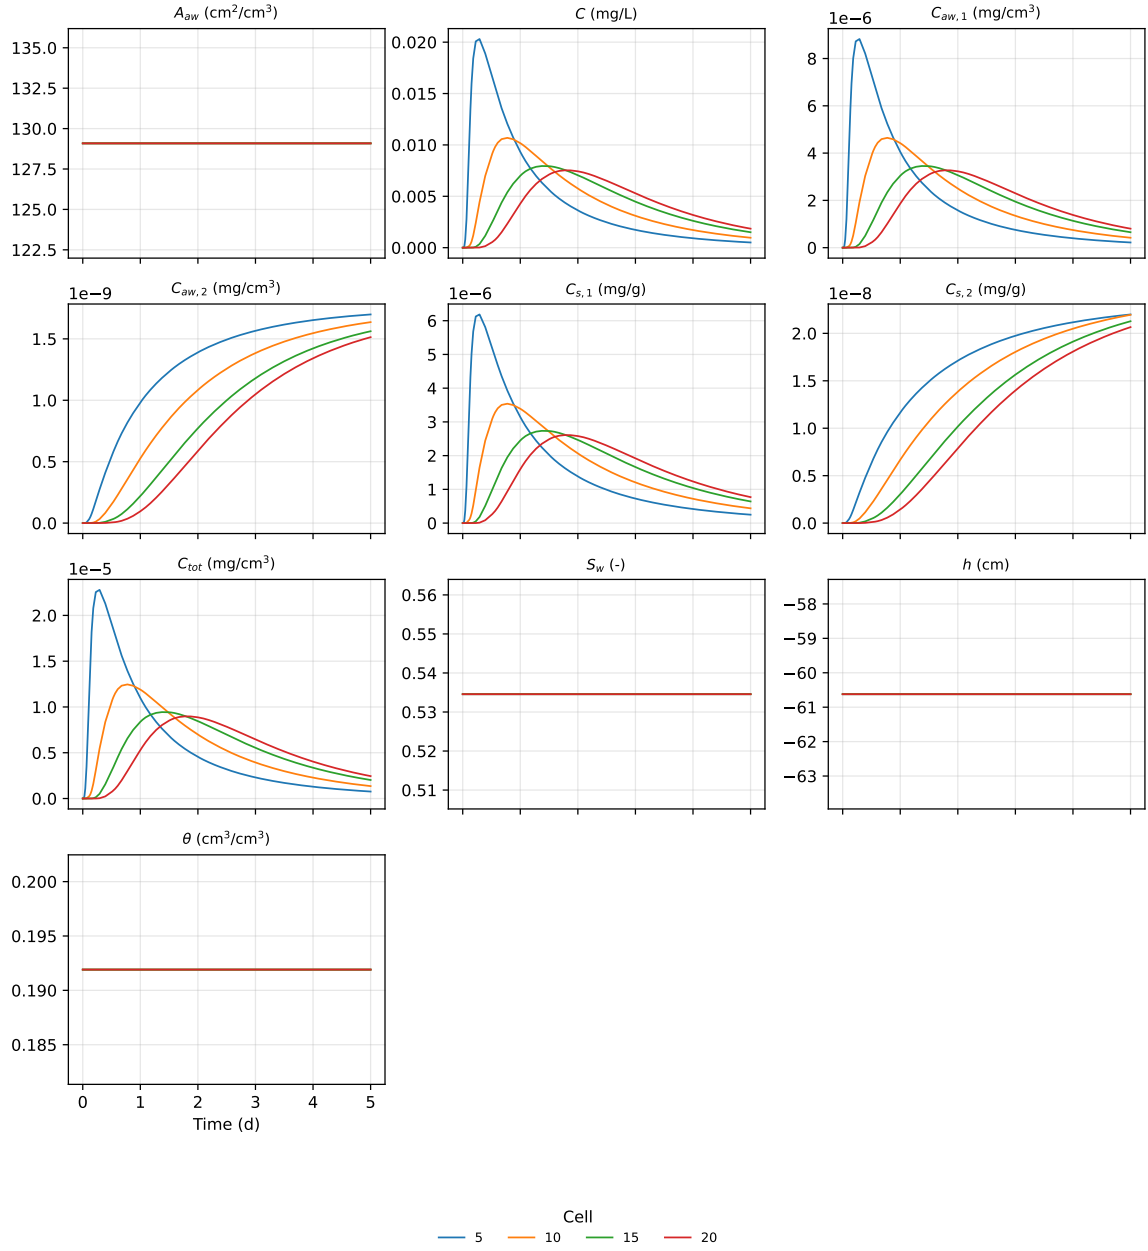 A_aw (cm²/cm³)
135.0
132.5
130.0
127.5
125.0
122.5
C (mg/L)
0.020
0.015
0.010
0.005
0.000
C_aw,1 (mg/cm³)
1e−6
8
6
4
2
0
C_aw,2 (mg/cm³)
1e−9
1.5
1.0
0.5
0.0
C_s,1 (mg/g)
1e−6
6
5
4
3
2
1
0
C_s,2 (mg/g)
1e−8
2.0
1.5
1.0
0.5
0.0
C_tot (mg/cm³)
1e−5
2.0
1.5
1.0
0.5
0.0
S_w (-)
0.56
0.55
0.54
0.53
0.52
0.51
h (cm)
−58
−59
−60
−61
−62
−63
θ (cm³/cm³)
0.200
0.195
0.190
0.185
0 1 2 3 4 5
Time (d)
Cell
5 10 15 20